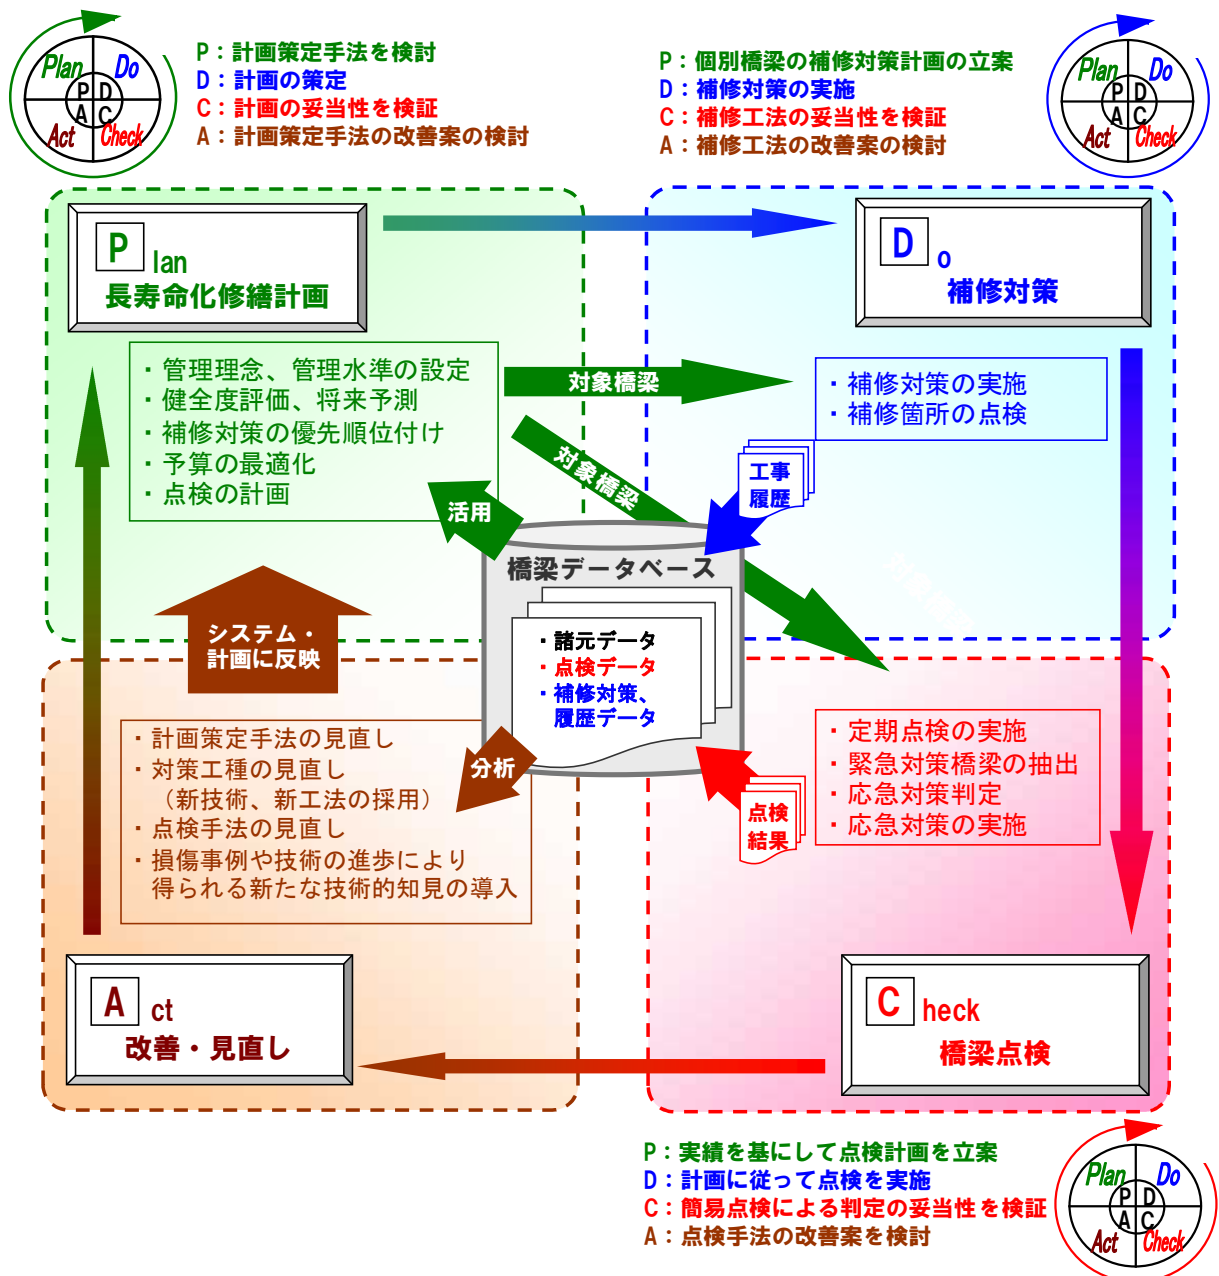 Plan
Do
P D
A C
Act
Check
P：計画策定手法を検討
D：計画の策定
C：計画の妥当性を検証
A：計画策定手法の改善案の検討
P：個別橋梁の補修対策計画の立案
D：補修対策の実施
C：補修工法の妥当性を検証
A：補修工法の改善案の検討
Plan
Do
P D
A C
Act
Check
Plan
長寿命化修繕計画
Do
補修対策
・管理理念、管理水準の設定
・健全度評価、将来予測
・補修対策の優先順位付け
・予算の最適化
・点検の計画
対象橋梁
対象橋梁
・補修対策の実施
・補修箇所の点検
工事
履歴
活用
橋梁データベース
・諸元データ
・点検データ
・補修対策、
履歴データ
システム・
計画に反映
分析
・計画策定手法の見直し
・対策工種の見直し
（新技術、新工法の採用）
・点検手法の見直し
・損傷事例や技術の進歩により
得られる新たな技術的知見の導入
点検
結果
・定期点検の実施
・緊急対策橋梁の抽出
・応急対策判定
・応急対策の実施
Act
改善・見直し
Check
橋梁点検
P：実績を基にして点検計画を立案
D：計画に従って点検を実施
C：簡易点検による判定の妥当性を検証
A：点検手法の改善案を検討
Plan
Do
P D
A C
Act
Check